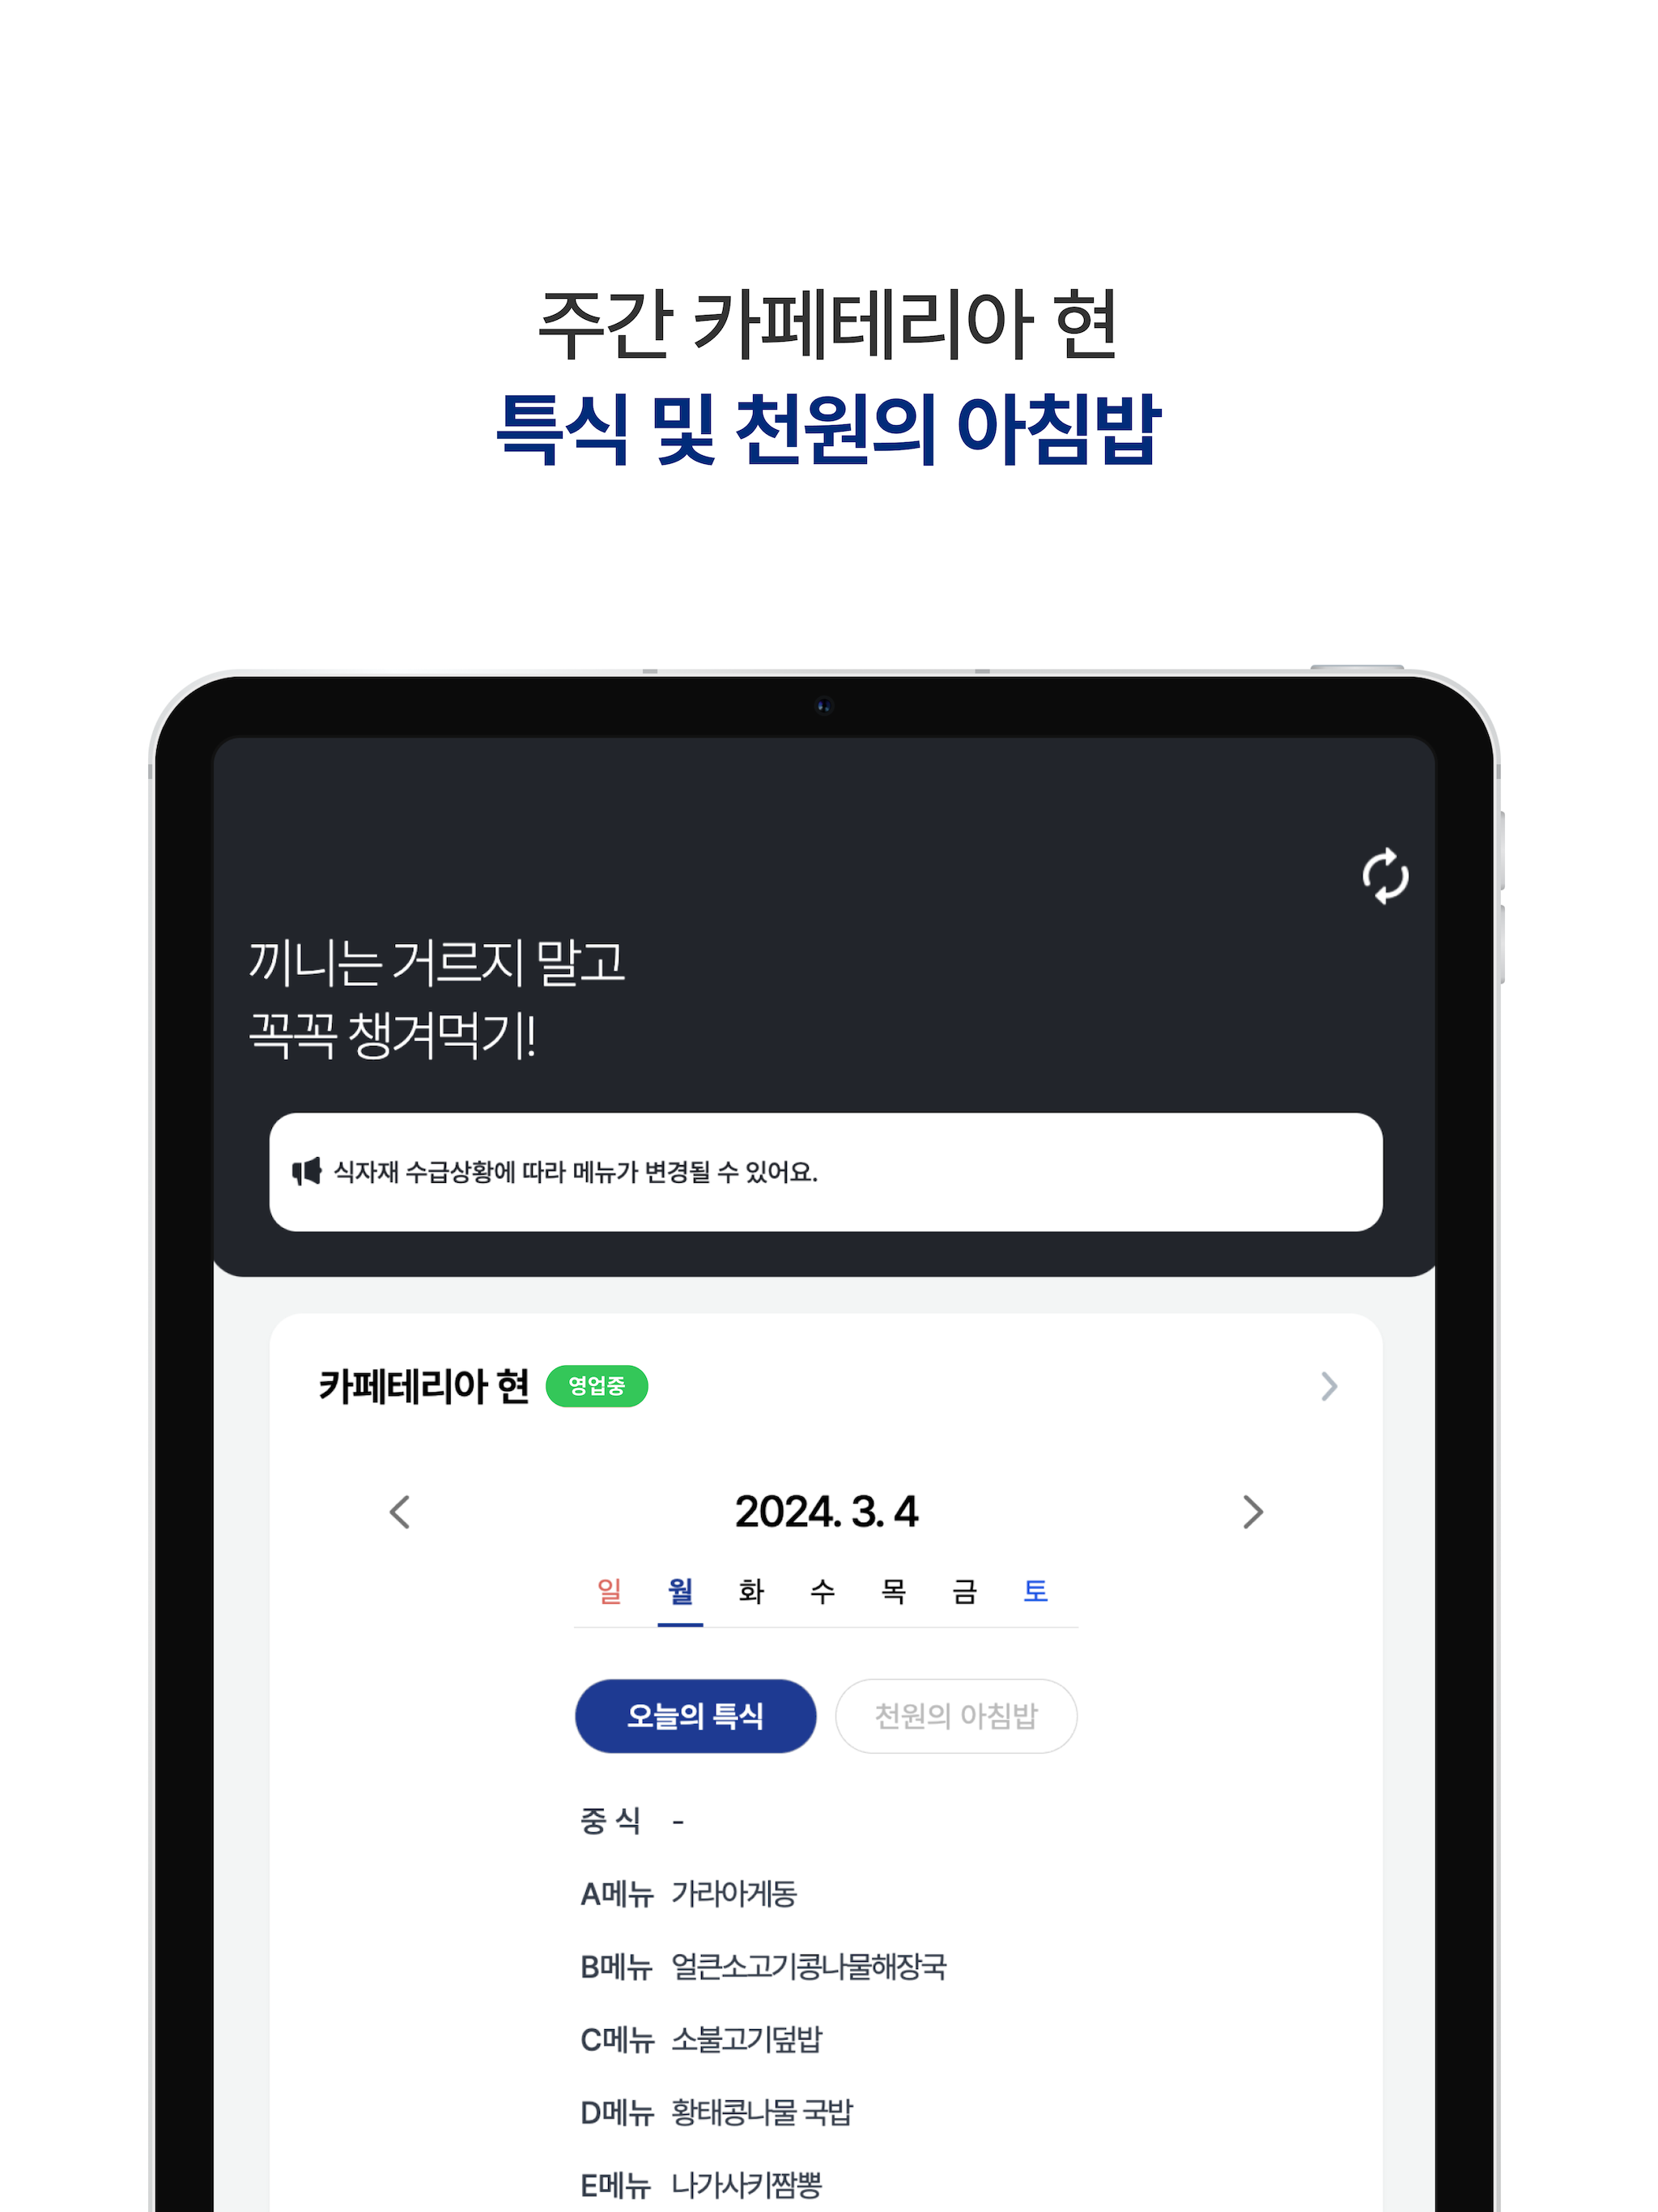 주간 카페테리아 현
특식 및 천원의 아침밥
끼니는 거르지 말고
꼭꼭 챙겨먹기!
식자재 수급상황에 따라 메뉴가 변경될 수 있어요.
카페테리아 현 영업중
2024. 3. 4
일 월 화 수 목 금 토
오늘의 특식 천원의 아침밥
중 식 -
A메뉴 가라아게동
B메뉴 얼큰소고기콩나물해장국
C메뉴 소불고기덮밥
D메뉴 황태콩나물 국밥
E메뉴 나가사키짬뽕